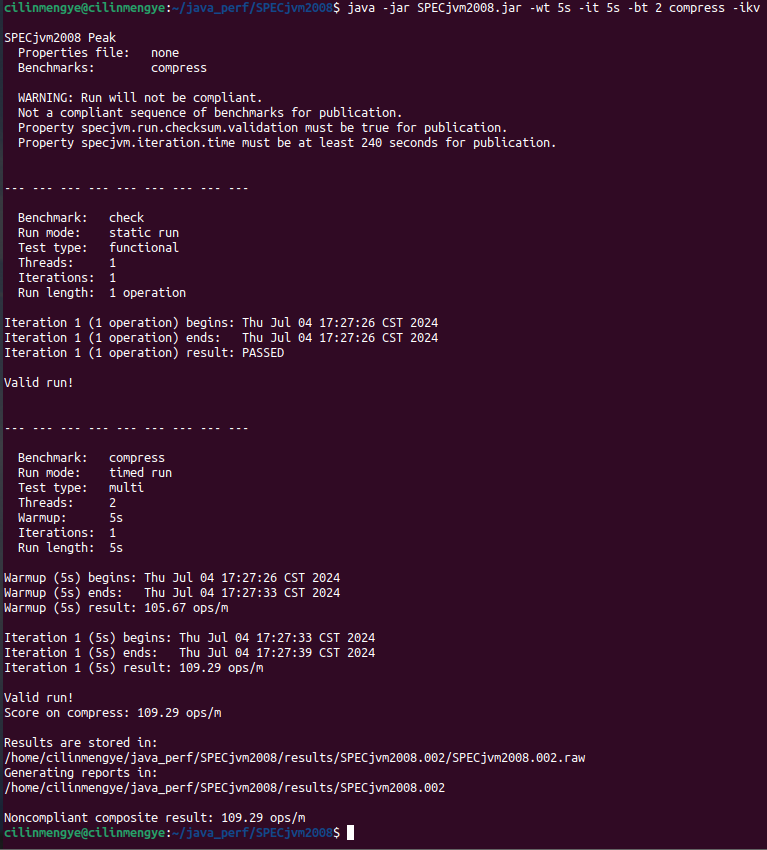 cilinmengye@cilinmengye:~/java_perf/SPECjvm2008$ java -jar SPECjvm2008.jar -wt 5s -it 5s -bt 2 compress -ikv
SPECjvm2008 Peak
  Properties file:   none
  Benchmarks:        compress
  WARNING: Run will not be compliant.
  Not a compliant sequence of benchmarks for publication.
  Property specjvm.run.checksum.validation must be true for publication.
  Property specjvm.iteration.time must be at least 240 seconds for publication.
--- --- --- --- --- --- --- --- ---
  Benchmark:   check
  Run mode:    static run
  Test type:   functional
  Threads:     1
  Iterations:  1
  Run length:  1 operation
Iteration 1 (1 operation) begins: Thu Jul 04 17:27:26 CST 2024
Iteration 1 (1 operation) ends:   Thu Jul 04 17:27:26 CST 2024
Iteration 1 (1 operation) result: PASSED
Valid run!
--- --- --- --- --- --- --- --- ---
  Benchmark:   compress
  Run mode:    timed run
  Test type:   multi
  Threads:     2
  Warmup:      5s
  Iterations:  1
  Run length:  5s
Warmup (5s) begins: Thu Jul 04 17:27:26 CST 2024
Warmup (5s) ends:   Thu Jul 04 17:27:33 CST 2024
Warmup (5s) result: 105.67 ops/m
Iteration 1 (5s) begins: Thu Jul 04 17:27:33 CST 2024
Iteration 1 (5s) ends:   Thu Jul 04 17:27:39 CST 2024
Iteration 1 (5s) result: 109.29 ops/m
Valid run!
Score on compress: 109.29 ops/m
Results are stored in:
/home/cilinmengye/java_perf/SPECjvm2008/results/SPECjvm2008.002/SPECjvm2008.002.raw
Generating reports in:
/home/cilinmengye/java_perf/SPECjvm2008/results/SPECjvm2008.002
Noncompliant composite result: 109.29 ops/m
cilinmengye@cilinmengye:~/java_perf/SPECjvm2008$